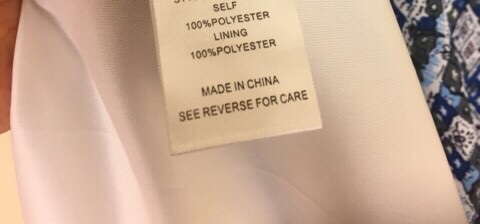 SELF
100%POLYESTER
LINING
100%POLYESTER
MADE IN CHINA
SEE REVERSE FOR CARE